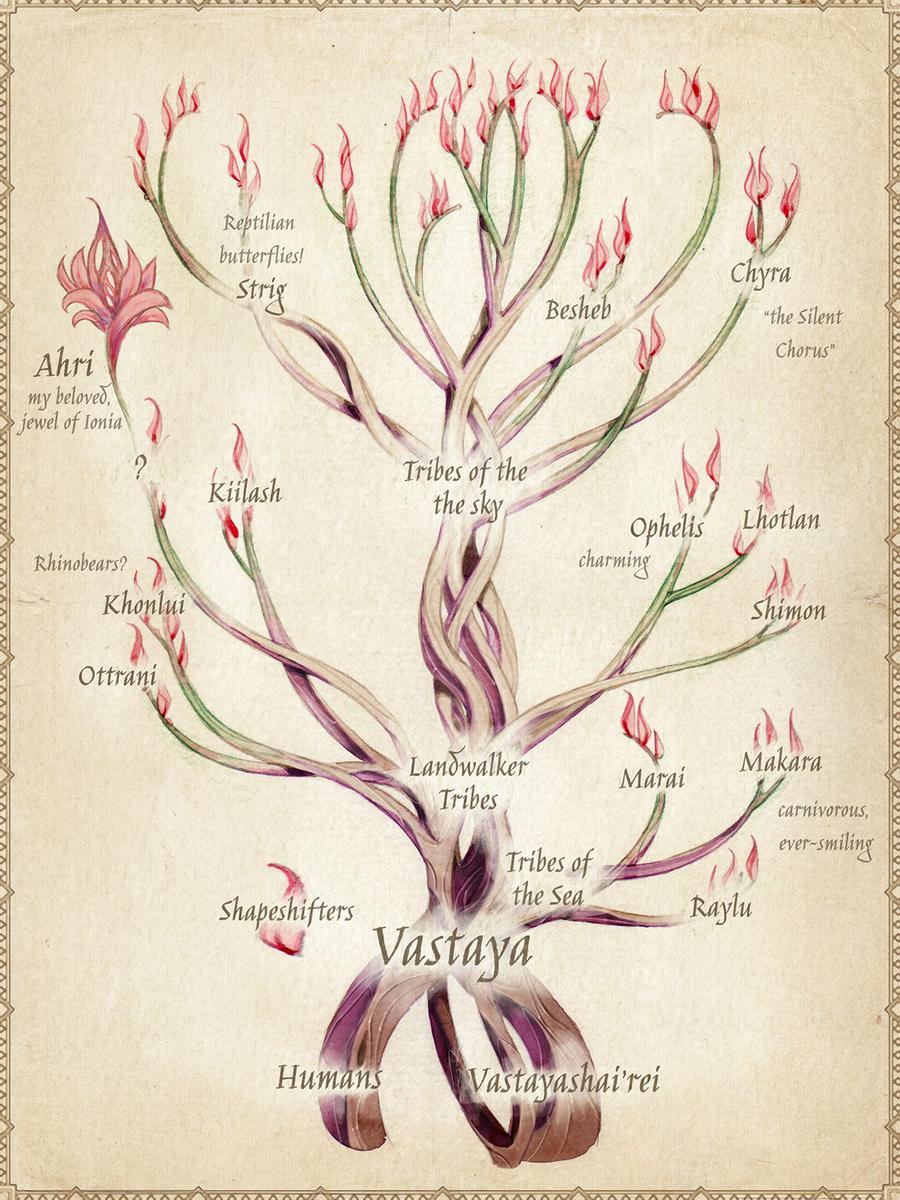 Reptilian
butterflies!
Strig
Besheb
Chyra
"the Silent
Chorus"
Ahri
my beloved,
jewel of Ionia
?
Kiilash
Tribes of the
the sky
Ophelis
charming
Lhotlan
Rhinobears?
Khonlui
Shimon
Ottrani
Landwalker
Tribes
Marai
Makara
carnivorous,
ever-smiling
Tribes of
the Sea
Raylu
Shapeshifters
Vastaya
Humans
Vastayashai'rei